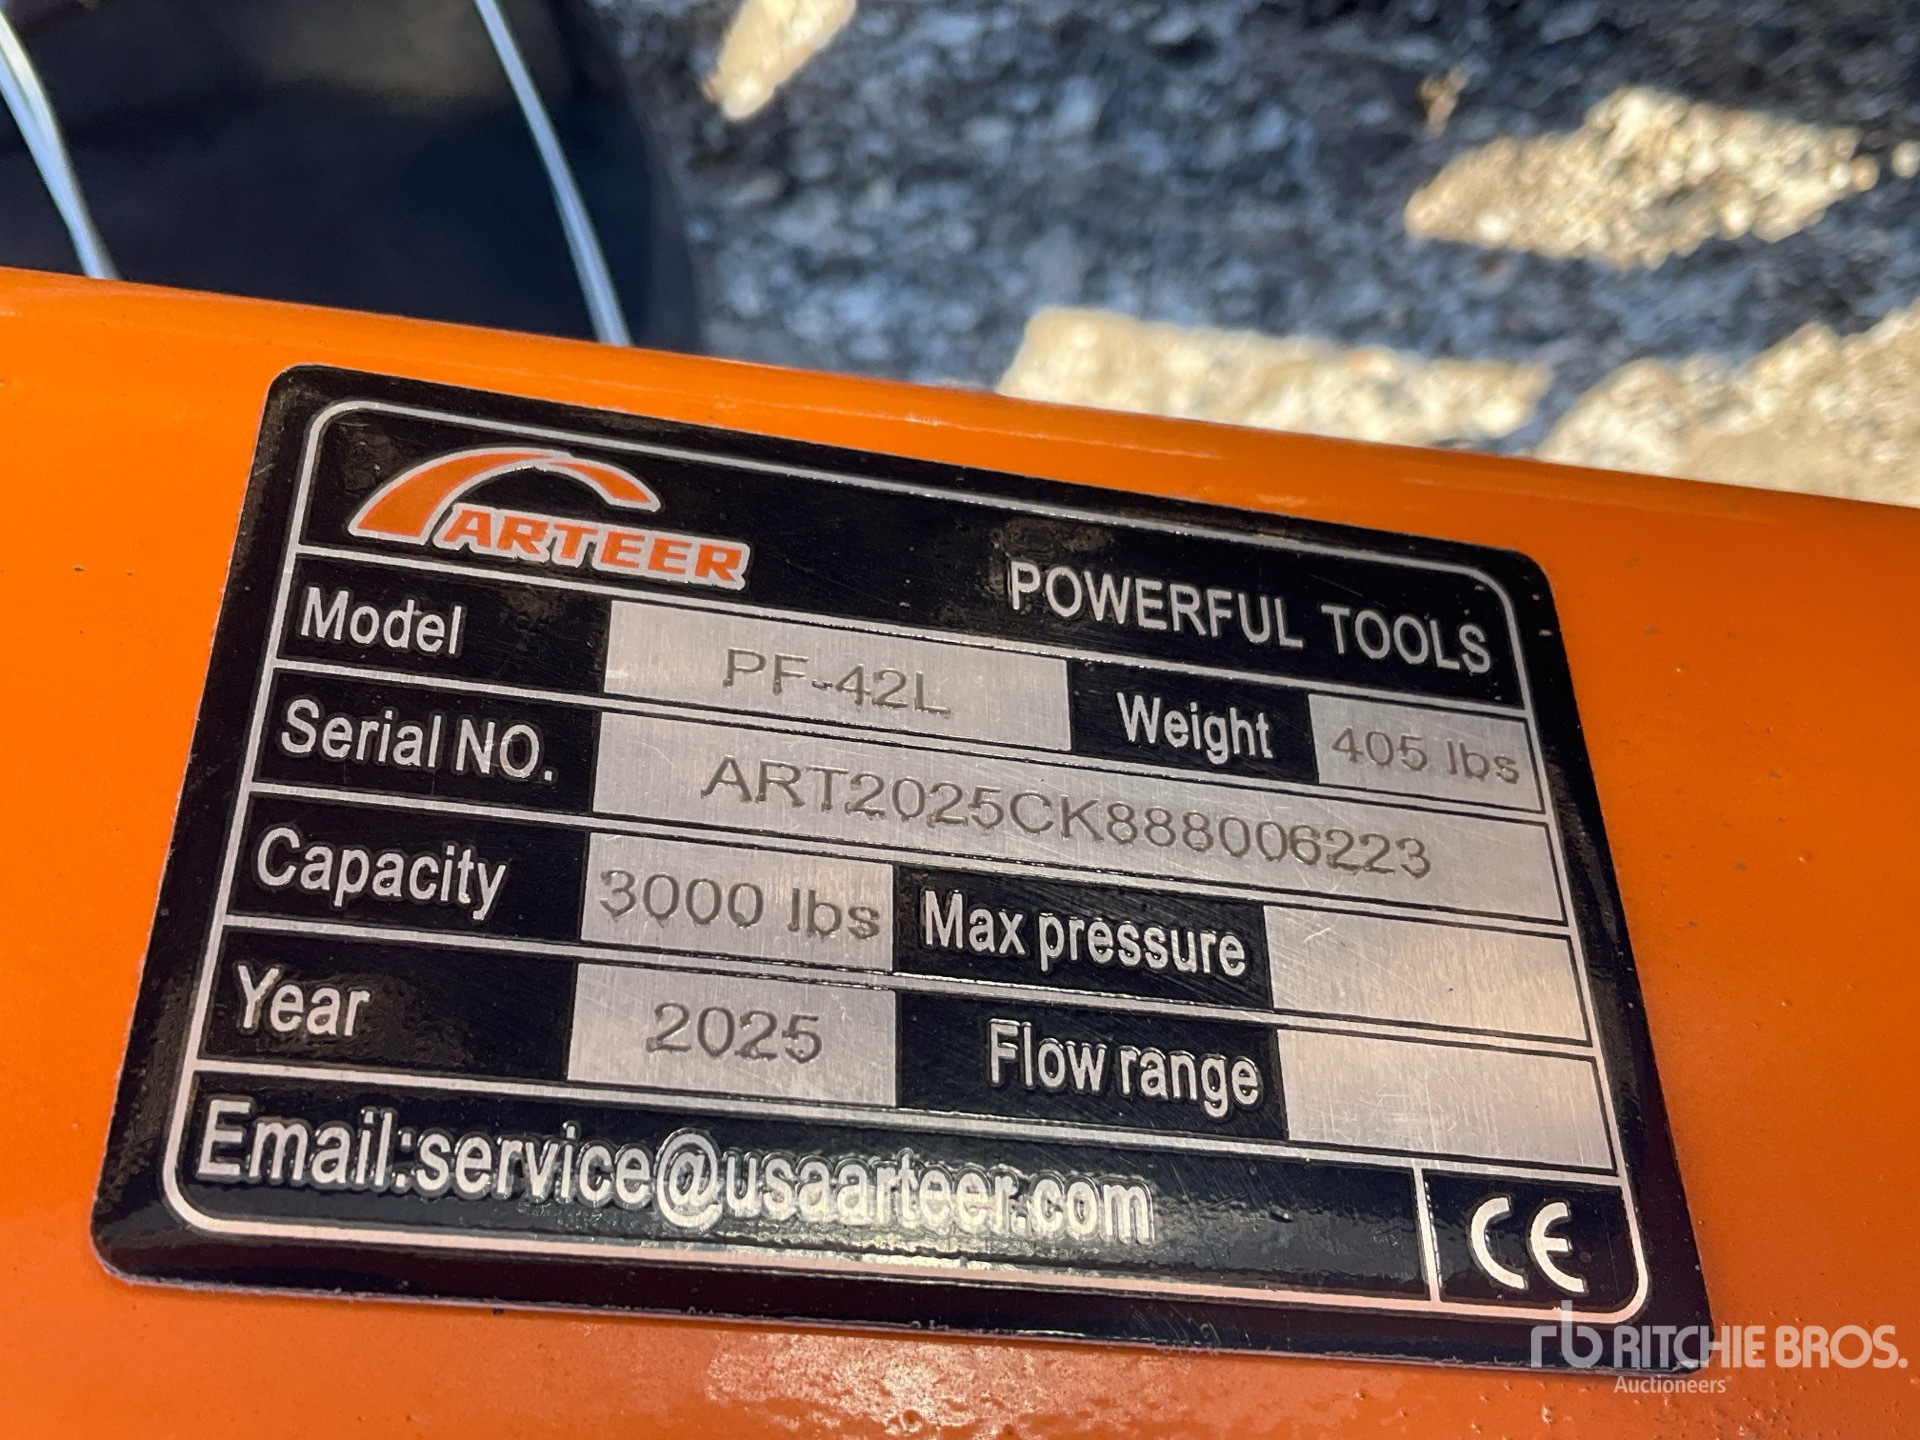 ARTEER
POWERFUL TOOLS
Model PF-42L Weight 405 lbs
Serial NO. ART2025CK888006223
Capacity 3000 lbs Max pressure
Year 2025 Flow range
Email:service@usaarteer.com CE
rb RITCHIE BROS.
Auctioneers